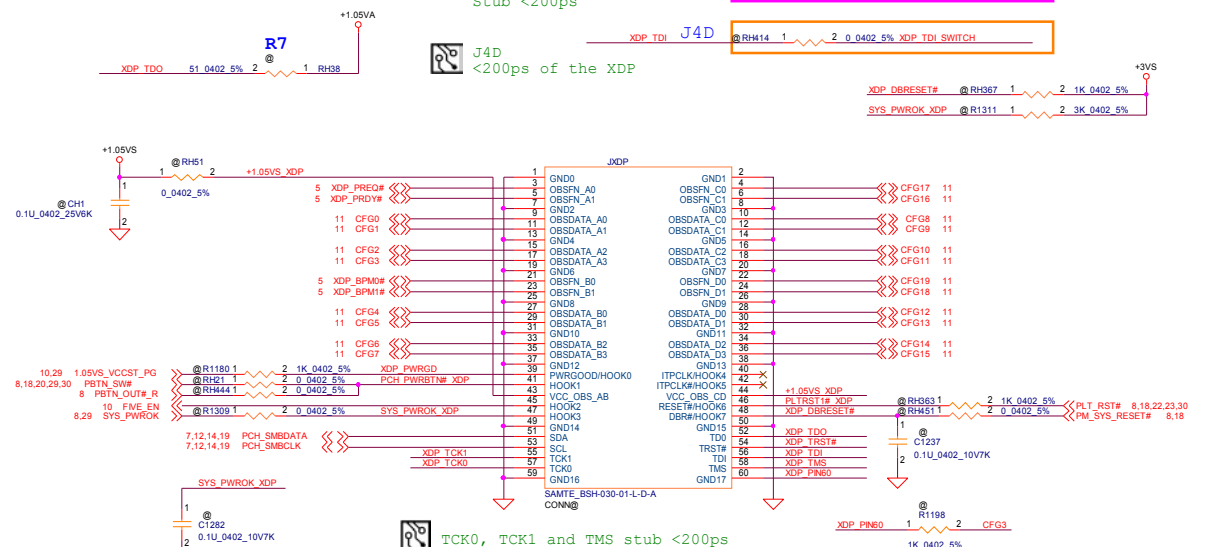 Stub <200ps
+1.05VA
R7
@
XDP_TDO 51_0402_5% 2 1 RH38
J4D
<200ps of the XDP
XDP_TDI J4D @RH414 1 2 0_0402_5% XDP_TDI_SWITCH
+3VS
XDP_DBRESET# @ RH367 1 2 1K_0402_5%
SYS_PWROK_XDP @ R1311 1 2 3K_0402_5%
+1.05VS
@ RH51
1 2 +1.05VS_XDP
0_0402_5%
1
@ CH1
0.1U_0402_25V6K
2
JXDP
1 GND0 GND1 2
5 XDP_PREQ# 3 OBSFN_A0 OBSFN_C0 4 CFG17 11
5 XDP_PRDY# 5 OBSFN_A1 OBSFN_C1 6 CFG16 11
7 GND2 GND3 8
11 CFG0 9 OBSDATA_A0 OBSDATA_C0 10 CFG8 11
11 CFG1 11 OBSDATA_A1 OBSDATA_C1 12 CFG9 11
13 GND4 GND5 14
11 CFG2 15 OBSDATA_A2 OBSDATA_C2 16 CFG10 11
11 CFG3 17 OBSDATA_A3 OBSDATA_C3 18 CFG11 11
19 GND6 GND7 20
5 XDP_BPM0# 21 OBSFN_B0 OBSFN_D0 22 CFG19 11
5 XDP_BPM1# 23 OBSFN_B1 OBSFN_D1 24 CFG18 11
25 GND8 GND9 26
11 CFG4 27 OBSDATA_B0 OBSDATA_D0 28 CFG12 11
11 CFG5 29 OBSDATA_B1 OBSDATA_D1 30 CFG13 11
31 GND10 GND11 32
11 CFG6 33 OBSDATA_B2 OBSDATA_D2 34 CFG14 11
11 CFG7 35 OBSDATA_B3 OBSDATA_D3 36 CFG15 11
37 GND12 GND13 38
10,29 1.05VS_VCCST_PG @R1180 1 2 1K_0402_5% XDP_PWRGD 39 PWRGOOD/HOOK0 ITPCLK/HOOK4 40
8,18,20,29,30 PBTN_SW# @RH21 1 2 0_0402_5% PCH_PWRBTN#_XDP 41 HOOK1 ITPCLK#/HOOK5 42
8 PBTN_OUT#_R @RH444 1 2 0_0402_5% 43 VCC_OBS_AB VCC_OBS_CD 44 +1.05VS_XDP
10 FIVE_EN 45 HOOK2 RESET#/HOOK6 46 PLTRST1#_XDP @RH363 1 2 1K_0402_5% PLT_RST# 8,18,22,23,30
8,29 SYS_PWROK @R1309 1 2 0_0402_5% SYS_PWROK_XDP 47 HOOK3 DBR#/HOOK7 48 XDP_DBRESET# @RH451 1 2 0_0402_5% PM_SYS_RESET# 8,18
49 GND14 GND15 50
7,12,14,19 PCH_SMBDATA 51 SDA TD0 52 XDP_TDO
7,12,14,19 PCH_SMBCLK 53 SCL TRST# 54 XDP_TRST#
XDP_TCK1 55 TCK1 TDI 56 XDP_TDI
XDP_TCK0 57 TCK0 TMS 58 XDP_TMS
59 GND16 GND17 60 XDP_PIN60
1
@
C1237
0.1U_0402_10V7K
2
SAMTE_BSH-030-01-L-D-A
CONN@
SYS_PWROK_XDP
1
@
C1282
0.1U_0402_10V7K
2
TCK0, TCK1 and TMS stub <200ps
@
R1198
XDP_PIN60 1 2 CFG3
1K_0402_5%